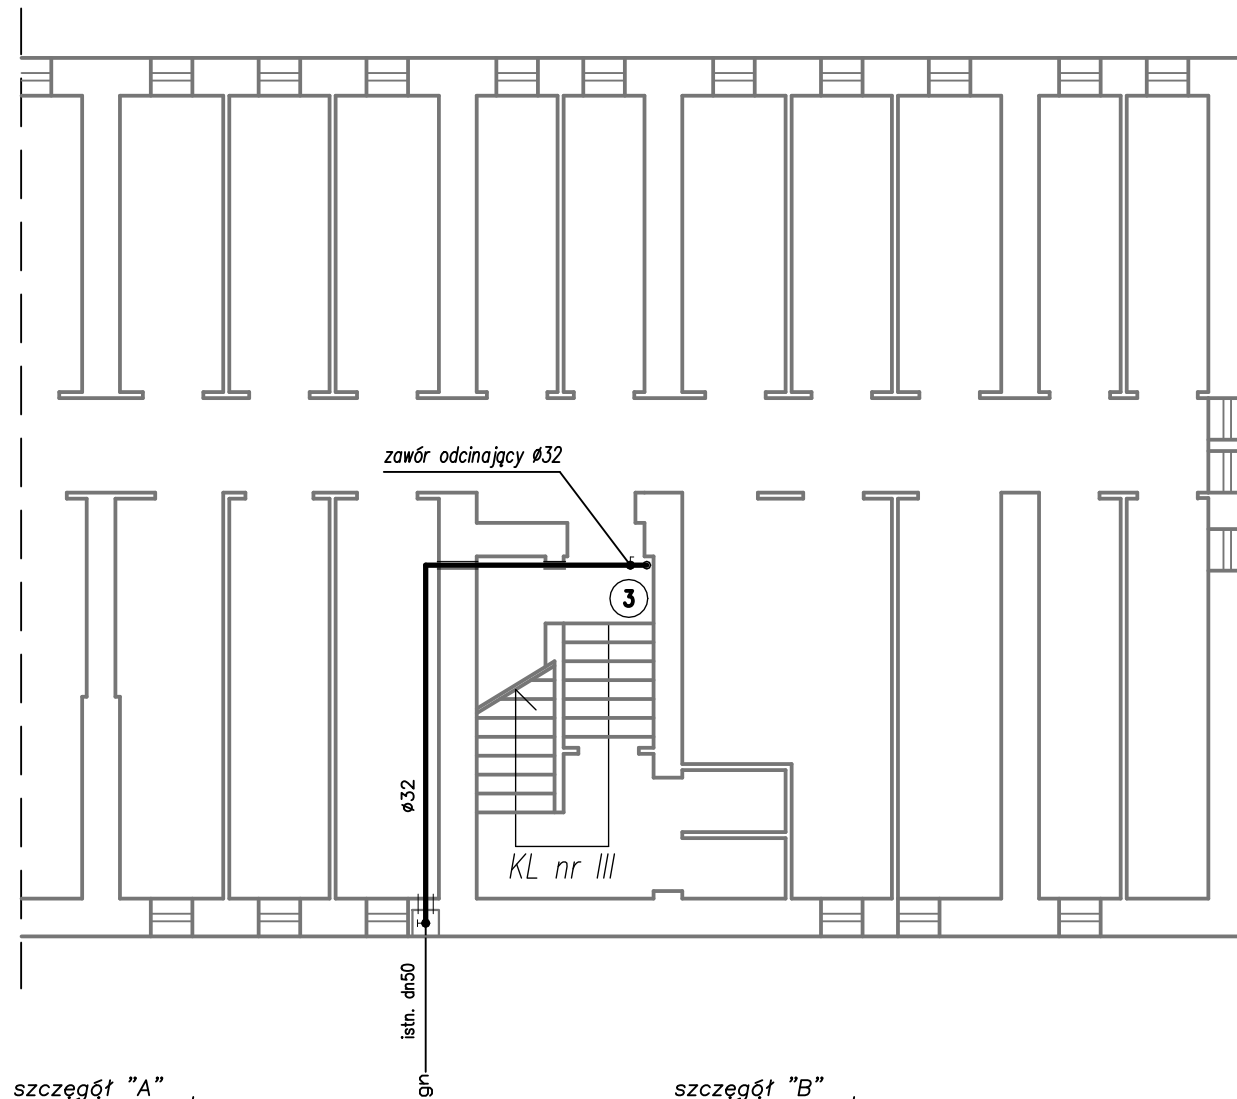 zawór odcinający ø32
3
ø32
KL nr III
istn. dn50
gn
szczegół "A"
szczegół "B"